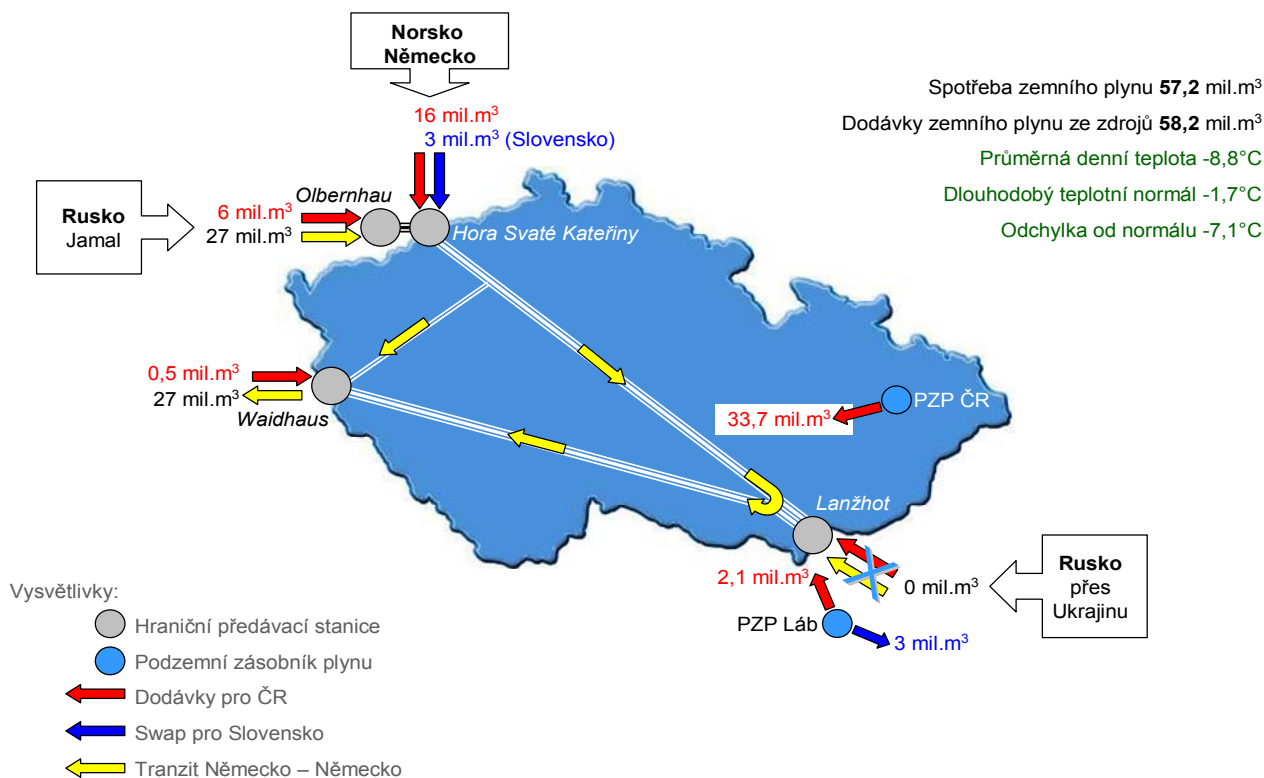 Norsko
Německo
Spotřeba zemního plynu 57,2 mil.m³
Dodávky zemního plynu ze zdrojů 58,2 mil.m³
Průměrná denní teplota -8,8°C
Dlouhodobý teplotní normál -1,7°C
Odchylka od normálu -7,1°C
16 mil.m³
3 mil.m³ (Slovensko)
Olbernhau
Rusko
Jamal
6 mil.m³
27 mil.m³
Hora Svaté Kateřiny
0,5 mil.m³
27 mil.m³
Waidhaus
PZP ČR
33,7 mil.m³
Lanžhot
2,1 mil.m³
0 mil.m³
Rusko
přes
Ukrajinu
PZP Láb
3 mil.m³
Vysvětlivky:
Hraniční předávací stanice
Podzemní zásobník plynu
Dodávky pro ČR
Swap pro Slovensko
Tranzit Německo – Německo